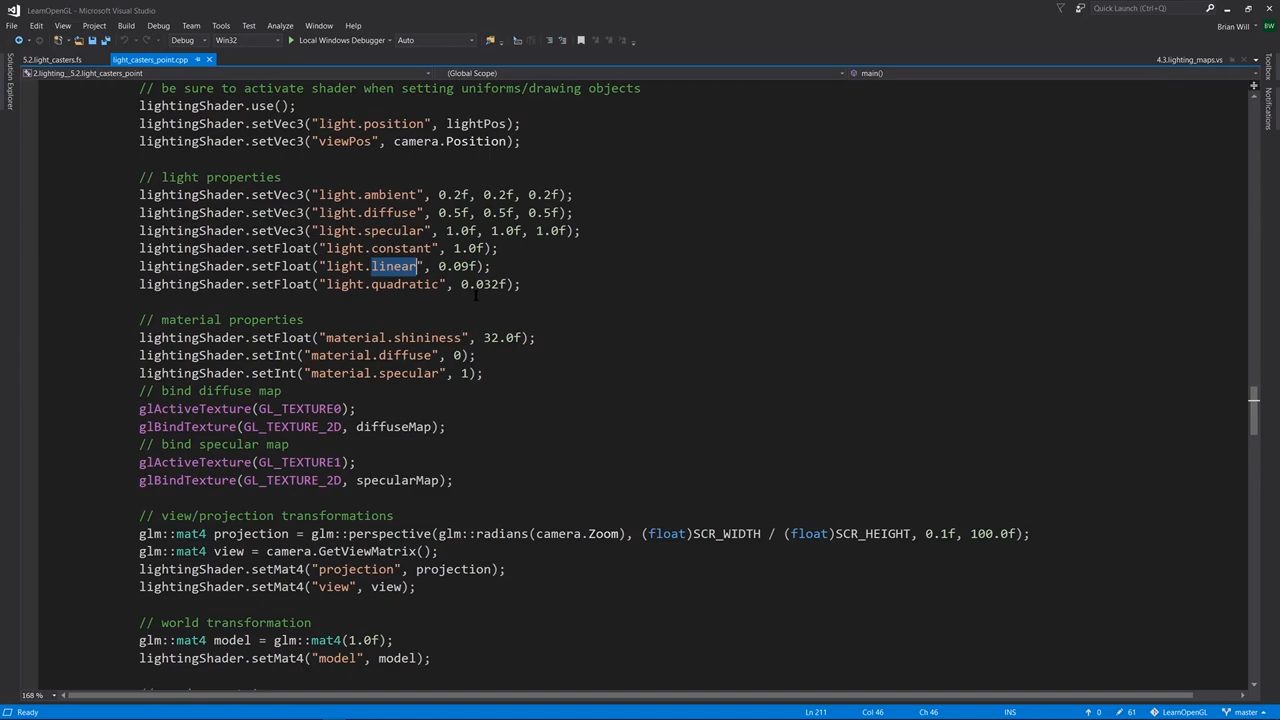 LearnOpenGL - Microsoft Visual Studio
Quick Launch (Ctrl+Q)
File Edit View Project Build Debug Team Tools Test Analyze Window Help
Brian Will
BW
Debug Win32 Local Windows Debugger Auto
5.2.light_casters.fs light_casters_point.cpp 4.3.lighting_maps.vs
2.lighting__5.2.light_casters_point (Global Scope) main()
Solution Explorer
Toolbox
Notifications
// be sure to activate shader when setting uniforms/drawing objects
lightingShader.use();
lightingShader.setVec3("light.position", lightPos);
lightingShader.setVec3("viewPos", camera.Position);
// light properties
lightingShader.setVec3("light.ambient", 0.2f, 0.2f, 0.2f);
lightingShader.setVec3("light.diffuse", 0.5f, 0.5f, 0.5f);
lightingShader.setVec3("light.specular", 1.0f, 1.0f, 1.0f);
lightingShader.setFloat("light.constant", 1.0f);
lightingShader.setFloat("light.linear", 0.09f);
lightingShader.setFloat("light.quadratic", 0.032f);
// material properties
lightingShader.setFloat("material.shininess", 32.0f);
lightingShader.setInt("material.diffuse", 0);
lightingShader.setInt("material.specular", 1);
// bind diffuse map
glActiveTexture(GL_TEXTURE0);
glBindTexture(GL_TEXTURE_2D, diffuseMap);
// bind specular map
glActiveTexture(GL_TEXTURE1);
glBindTexture(GL_TEXTURE_2D, specularMap);
// view/projection transformations
glm::mat4 projection = glm::perspective(glm::radians(camera.Zoom), (float)SCR_WIDTH / (float)SCR_HEIGHT, 0.1f, 100.0f);
glm::mat4 view = camera.GetViewMatrix();
lightingShader.setMat4("projection", projection);
lightingShader.setMat4("view", view);
// world transformation
glm::mat4 model = glm::mat4(1.0f);
lightingShader.setMat4("model", model);
168 %
Ready Ln 211 Col 46 Ch 46 INS 0 61 LearnOpenGL master